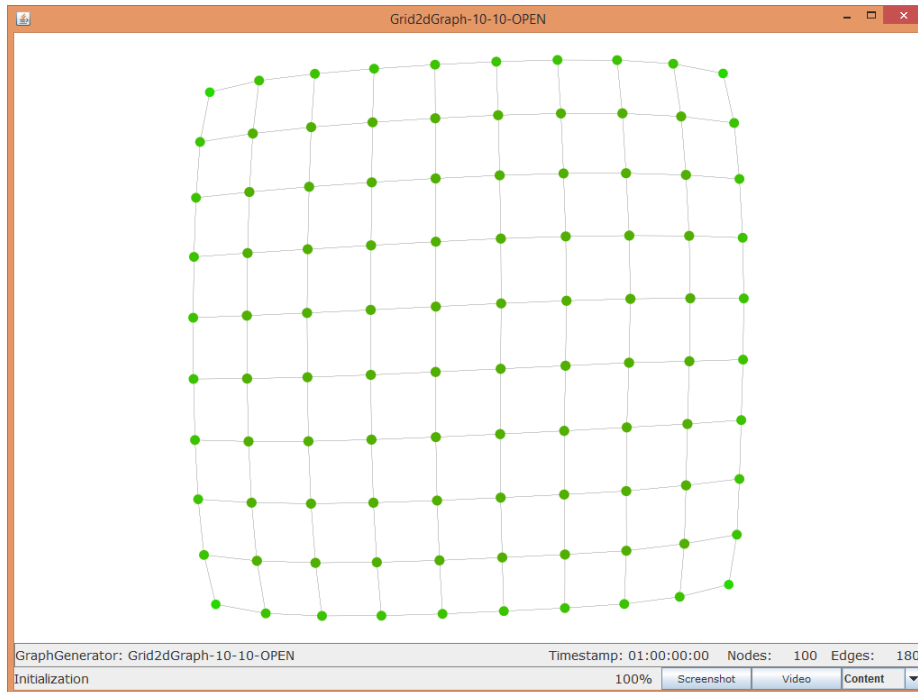 Grid2dGraph-10-10-OPEN
GraphGenerator: Grid2dGraph-10-10-OPEN Timestamp: 01:00:00:00 Nodes: 100 Edges: 180
Initialization 100% Screenshot Video Content